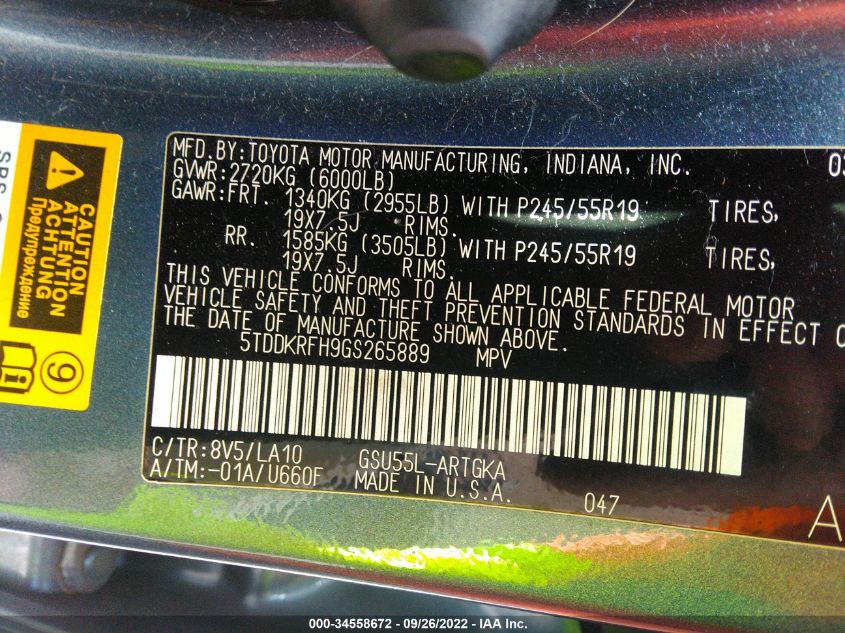 MFD.BY:TOYOTA MOTOR MANUFACTURING, INDIANA, INC. 03
GVWR:2720KG (6000LB)
GAWR:FRT. 1340KG (2955LB) WITH P245/55R19 TIRES,
19X7.5J RIMS.
RR. 1585KG (3505LB) WITH P245/55R19 TIRES,
19X7.5J RIMS.
THIS VEHICLE CONFORMS TO ALL APPLICABLE FEDERAL MOTOR
VEHICLE SAFETY AND THEFT PREVENTION STANDARDS IN EFFECT O
THE DATE OF MANUFACTURE SHOWN ABOVE.
5TDDKRFH9GS265889 MPV
C/TR:8V5/LA10 GSU55L-ARTGKA
A/TM:-01A/U660F MADE IN U.S.A. 047
A
CAUTION
ATTENTION
ACHTUNG
Предупреждение
9
SRS
000-34558672 - 09/26/2022 - IAA Inc.